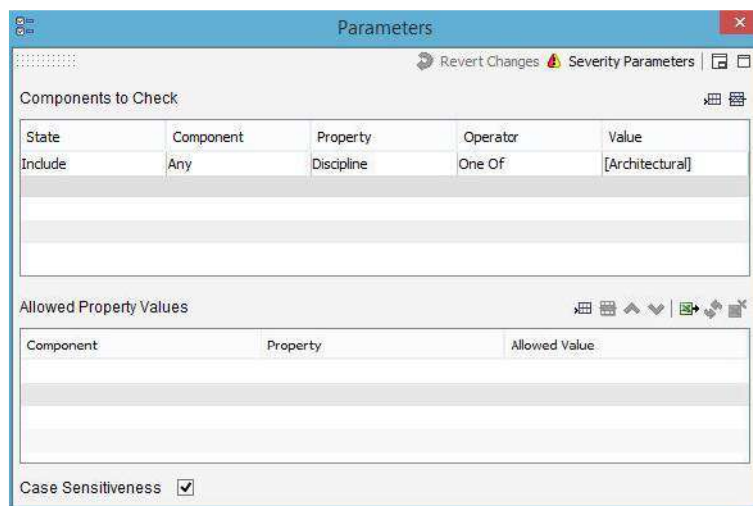 Parameters
Revert Changes Severity Parameters
Components to Check
State Component Property Operator Value
Include Any Discipline One Of [Architectural]
Allowed Property Values
Component Property Allowed Value
Case Sensitiveness